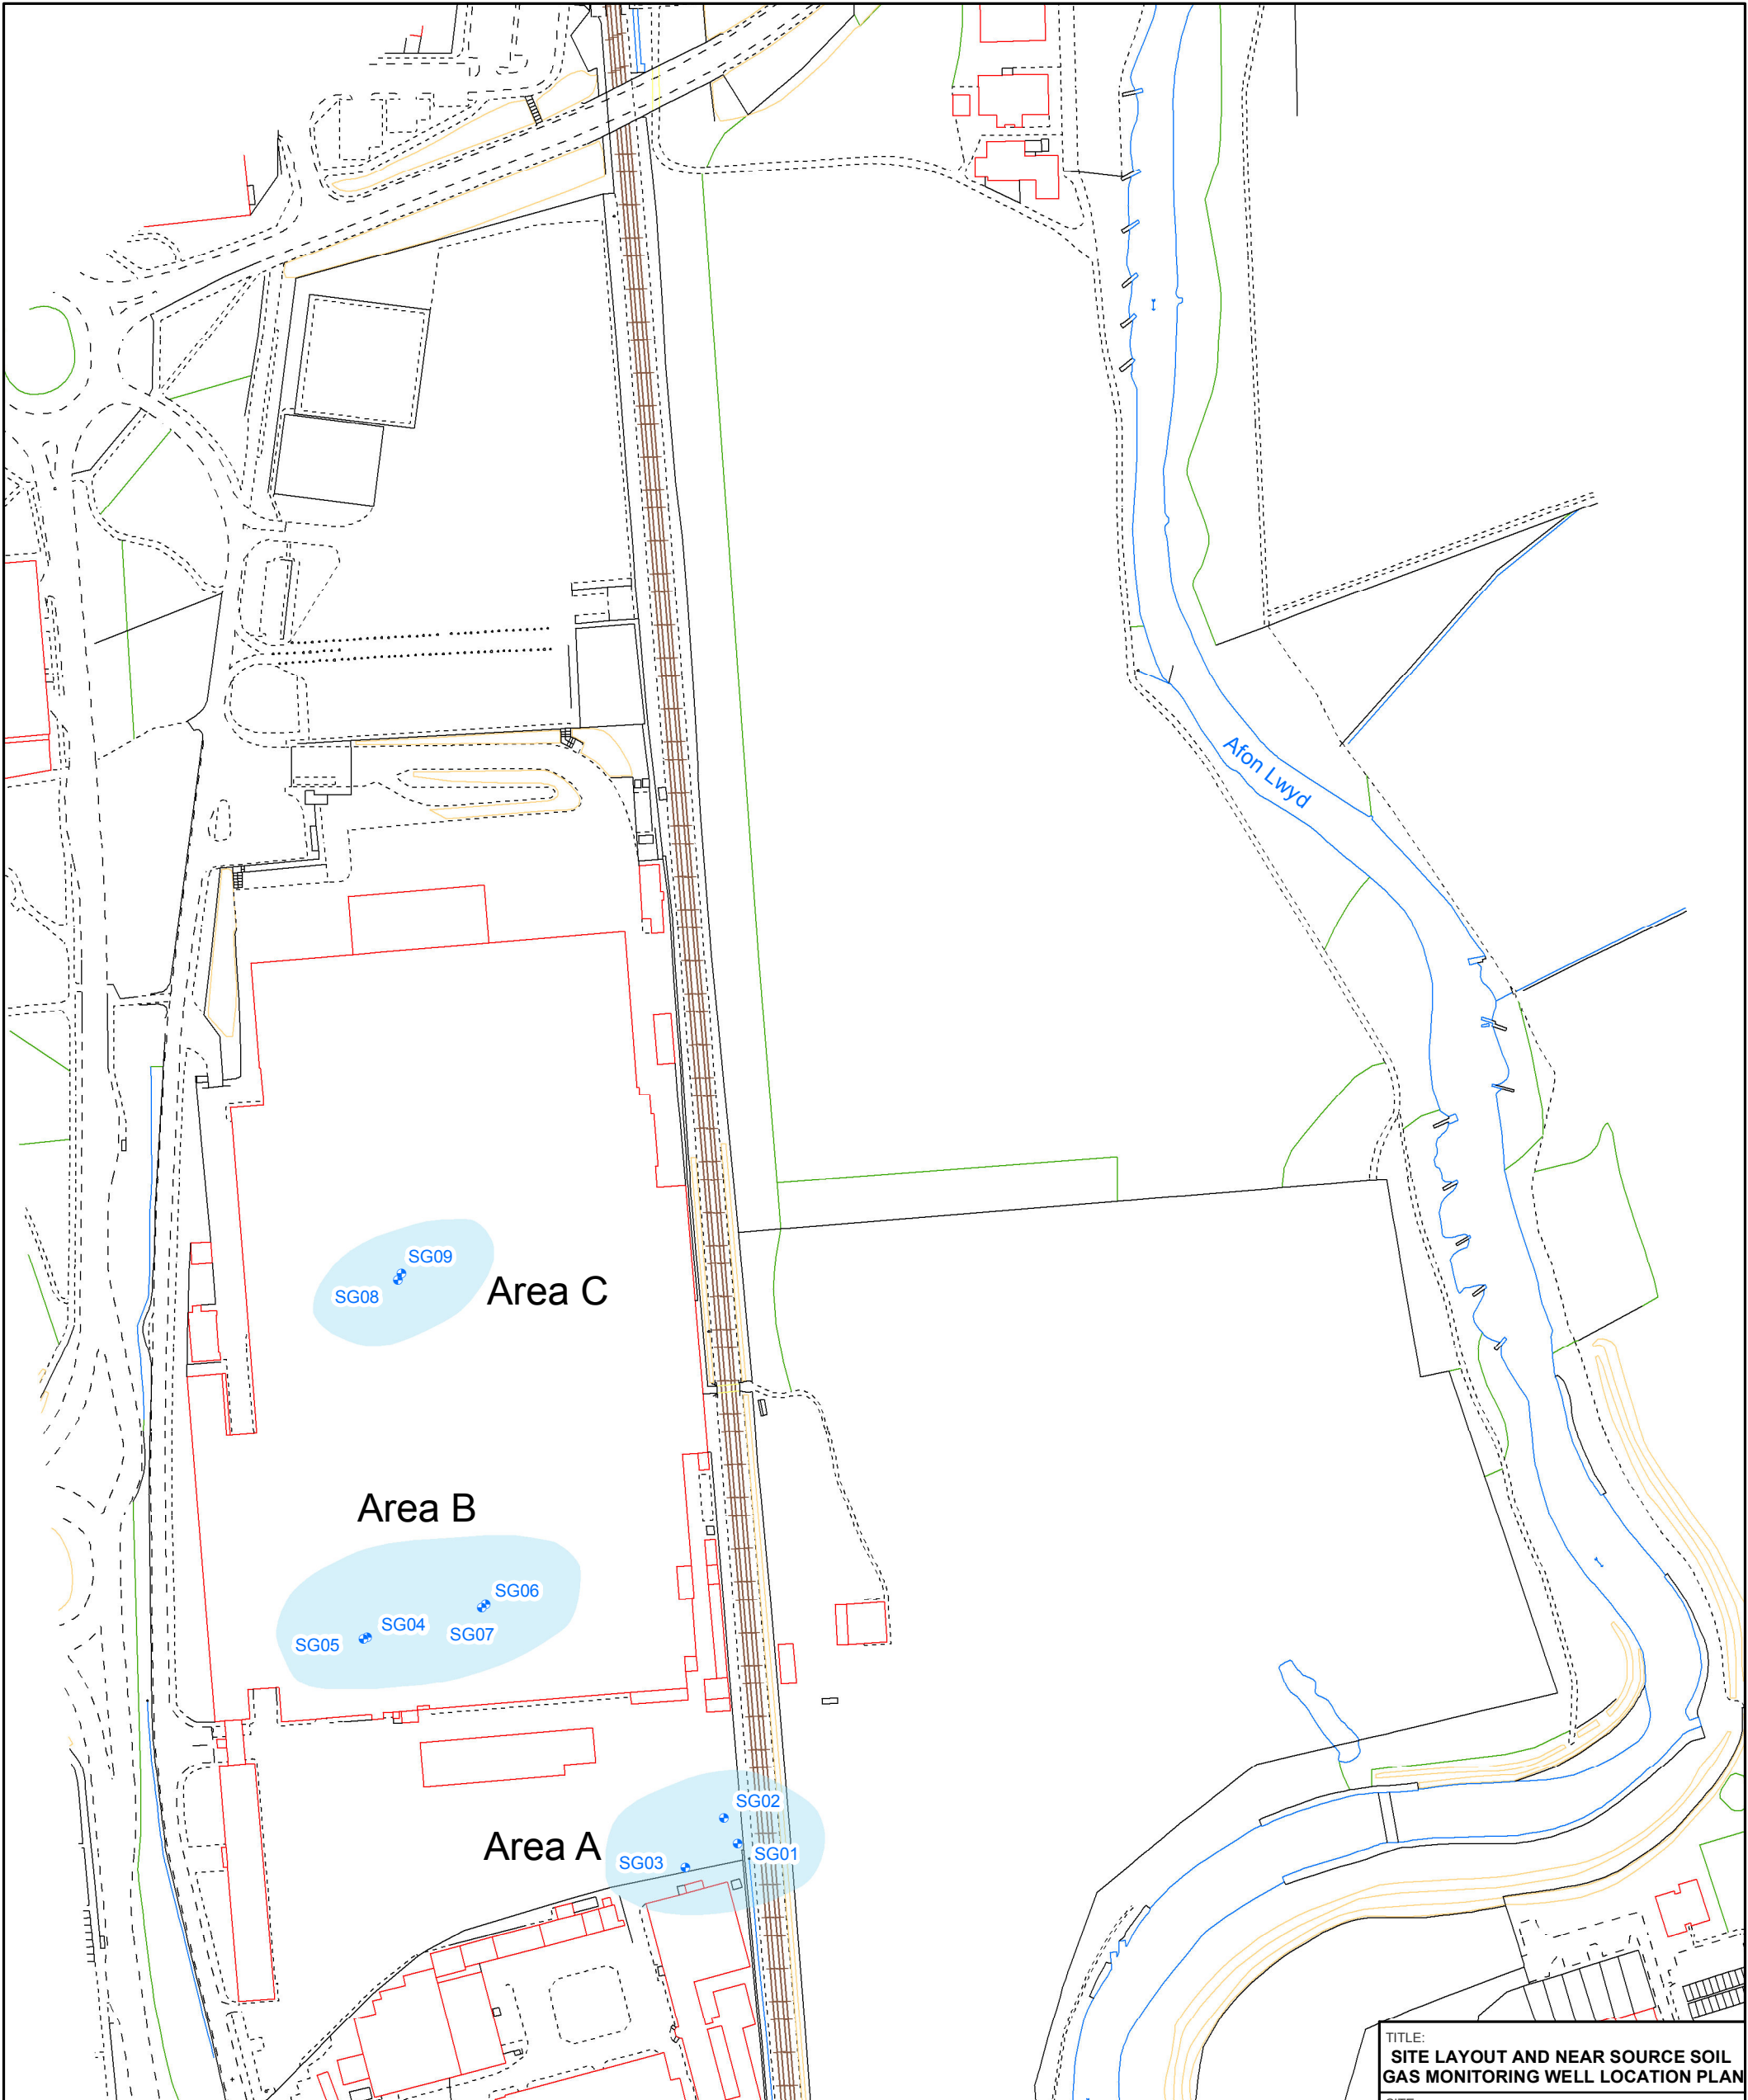 Afon Lwyd
SG09
SG08
Area C
Area B
SG06
SG04
SG05
SG07
SG02
Area A
SG01
SG03
TITLE:
SITE LAYOUT AND NEAR SOURCE SOIL
GAS MONITORING WELL LOCATION PLAN